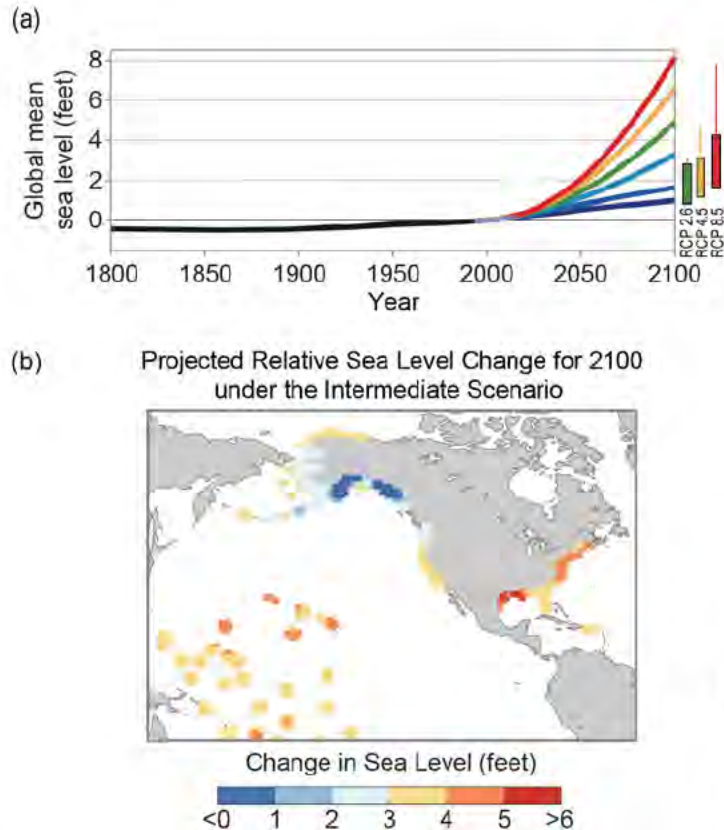 (a)
Global mean
sea level (feet)
8
6
4
2
0
1800 1850 1900 1950 2000 2050 2100
Year
RCP 2.6
RCP 4.5
RCP 8.5
(b)
Projected Relative Sea Level Change for 2100
under the Intermediate Scenario
Change in Sea Level (feet)
<0 1 2 3 4 5 >6